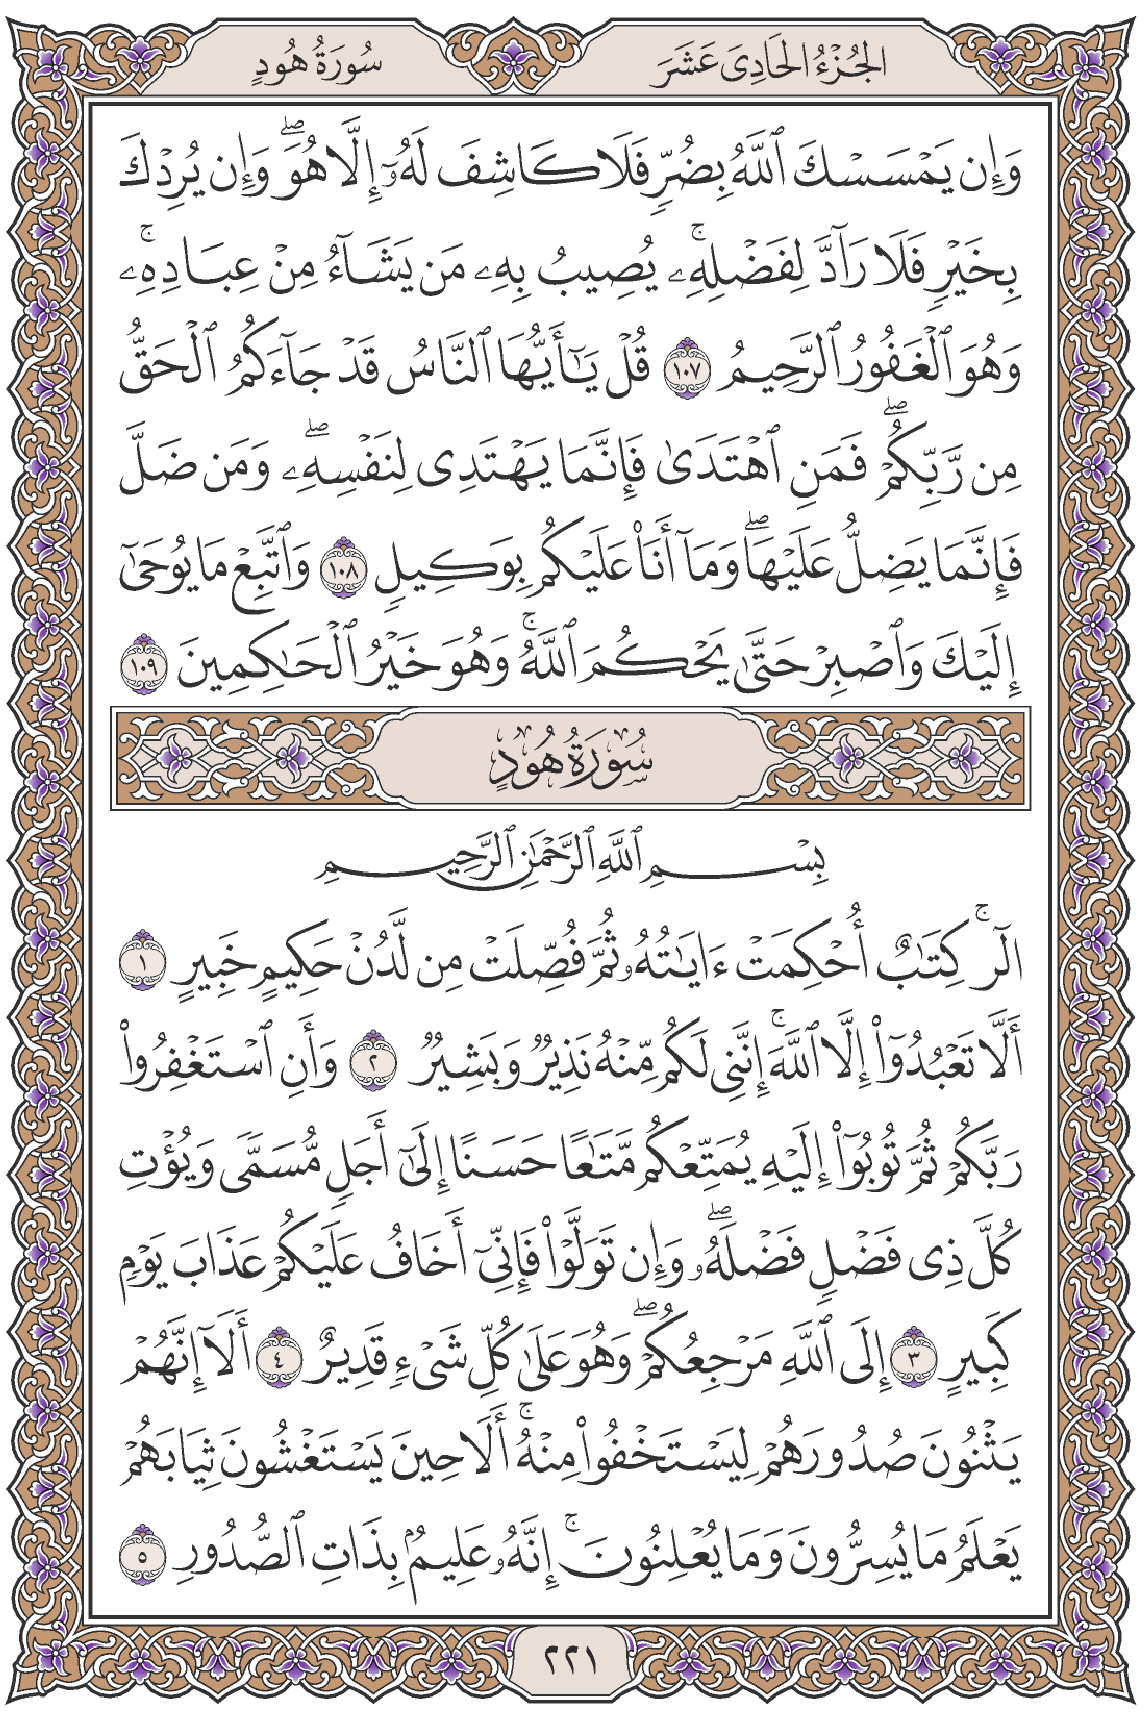 الجُزْءُ الحَادِىَ عَشَرَ
سُورَةُ هُودٍ
وَإِن يَمْسَسْكَ ٱللَّهُ بِضُرٍّ فَلَا كَاشِفَ لَهُۥٓ إِلَّا هُوَۖ وَإِن يُرِدْكَ
بِخَيْرٍ فَلَا رَآدَّ لِفَضْلِهِۦۚ يُصِيبُ بِهِۦ مَن يَشَآءُ مِنْ عِبَادِهِۦۚ
وَهُوَ ٱلْغَفُورُ ٱلرَّحِيمُ ١٠٧ قُلْ يَٰٓأَيُّهَا ٱلنَّاسُ قَدْ جَآءَكُمُ ٱلْحَقُّ
مِن رَّبِّكُمْۖ فَمَنِ ٱهْتَدَىٰ فَإِنَّمَا يَهْتَدِى لِنَفْسِهِۦۖ وَمَن ضَلَّ
فَإِنَّمَا يَضِلُّ عَلَيْهَاۖ وَمَآ أَنَا۠ عَلَيْكُم بِوَكِيلٍ ١٠٨ وَٱتَّبِعْ مَا يُوحَىٰٓ
إِلَيْكَ وَٱصْبِرْ حَتَّىٰ يَحْكُمَ ٱللَّهُۚ وَهُوَ خَيْرُ ٱلْحَٰكِمِينَ ١٠٩
سُورَةُ هُودٍ
بِسْمِ ٱللَّهِ ٱلرَّحْمَٰنِ ٱلرَّحِيمِ
الٓرۚ كِتَٰبٌ أُحْكِمَتْ ءَايَٰتُهُۥ ثُمَّ فُصِّلَتْ مِن لَّدُنْ حَكِيمٍ خَبِيرٍ ١
أَلَّا تَعْبُدُوٓا۟ إِلَّا ٱللَّهَۚ إِنَّنِى لَكُم مِّنْهُ نَذِيرٌ وَبَشِيرٌ ٢ وَأَنِ ٱسْتَغْفِرُوا۟
رَبَّكُمْ ثُمَّ تُوبُوٓا۟ إِلَيْهِ يُمَتِّعْكُم مَّتَٰعًا حَسَنًا إِلَىٰٓ أَجَلٍ مُّسَمًّى وَيُؤْتِ
كُلَّ ذِى فَضْلٍ فَضْلَهُۥۖ وَإِن تَوَلَّوْا۟ فَإِنِّىٓ أَخَافُ عَلَيْكُمْ عَذَابَ يَوْمٍ
كَبِيرٍ ٣ إِلَى ٱللَّهِ مَرْجِعُكُمْۖ وَهُوَ عَلَىٰ كُلِّ شَىْءٍ قَدِيرٌ ٤ أَلَآ إِنَّهُمْ
يَثْنُونَ صُدُورَهُمْ لِيَسْتَخْفُوا۟ مِنْهُۚ أَلَا حِينَ يَسْتَغْشُونَ ثِيَابَهُمْ
يَعْلَمُ مَا يُسِرُّونَ وَمَا يُعْلِنُونَۚ إِنَّهُۥ عَلِيمٌۢ بِذَاتِ ٱلصُّدُورِ ٥
٢٢١